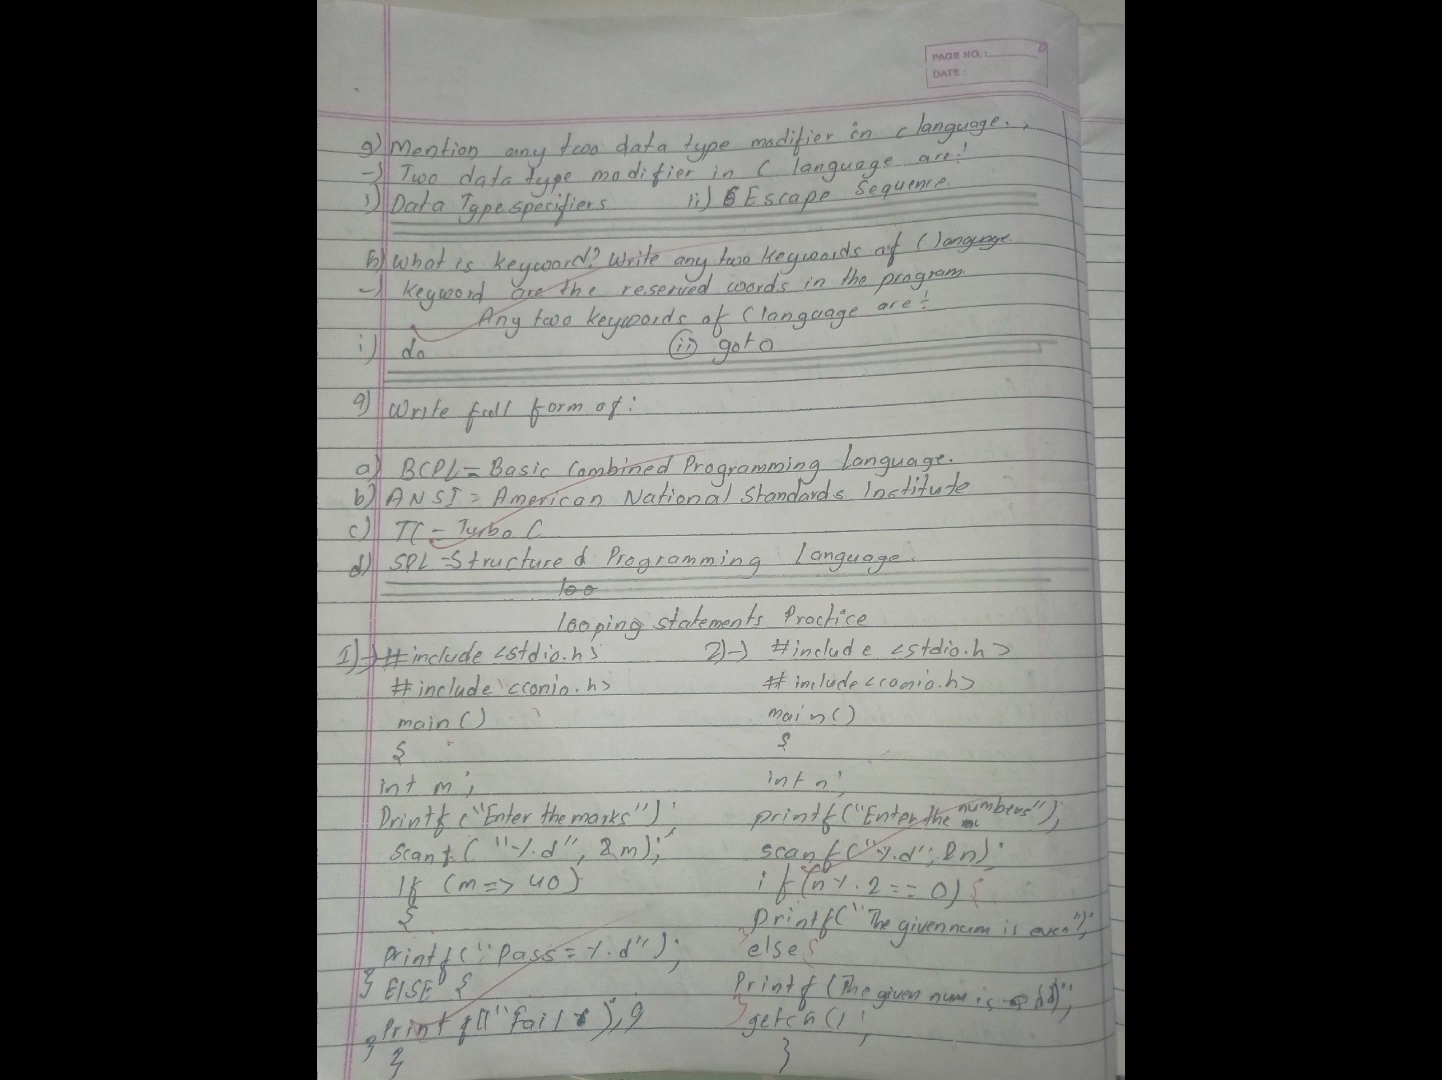 PAGE NO.:
DATE :
g) Mention any two data type modifier in c language.
→ Two data type modifier in C language are:
i) Data Type specifiers ii) Escape Sequence.
h) What is keyword? Write any two keywords of C language.
→ Keyword are the reserved words in the program.
Any two keywords of C language are:
i) do (ii) goto
9) Write full form of:
a) BCPL = Basic Combined Programming Language.
b) ANSI = American National Standards Institute
c) TC = Turbo C
d) SPL = Structured Programming Language.
loo
looping statements Practice
1) → #include <stdio.h> 2) → #include <stdio.h>
#include <conio.h> #include <conio.h>
main () main ()
{ {
int m; int n;
Printf ("Enter the marks"); printf ("Enter the numbers");
scanf ( "%d", &m); scanf ("%d", &n);
If (m => 40) if (n % 2 == 0) {
{ Printf ("The given num is even");
Printf (" Pass = %d"); } else {
} ElSE { Printf (The given num is odd)";
Printf (("fail"); } getch ();
} } }